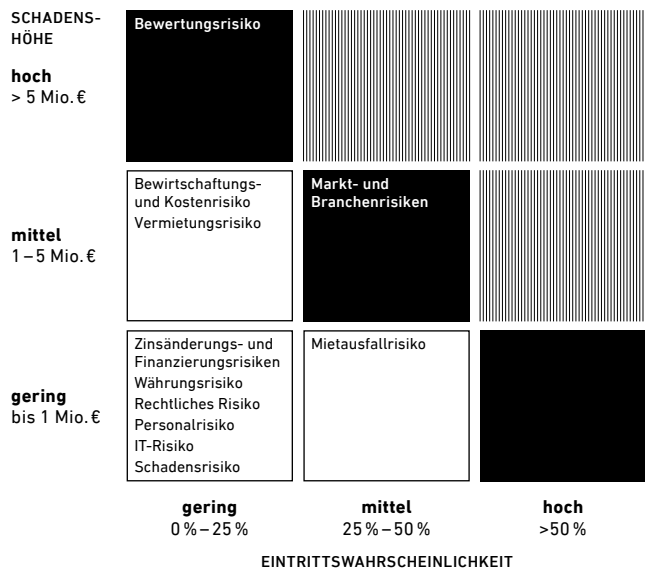 SCHADENS-
HÖHE
hoch
> 5 Mio. €
Bewertungsrisiko
mittel
1 – 5 Mio. €
Bewirtschaftungs-
und Kostenrisiko
Vermietungsrisiko
Markt- und
Branchenrisiken
gering
bis 1 Mio. €
Zinsänderungs- und
Finanzierungsrisiken
Währungsrisiko
Rechtliches Risiko
Personalrisiko
IT-Risiko
Schadensrisiko
Mietausfallrisiko
gering
0 % – 25 %
mittel
25 % – 50 %
hoch
>50 %
EINTRITTSWAHRSCHEINLICHKEIT